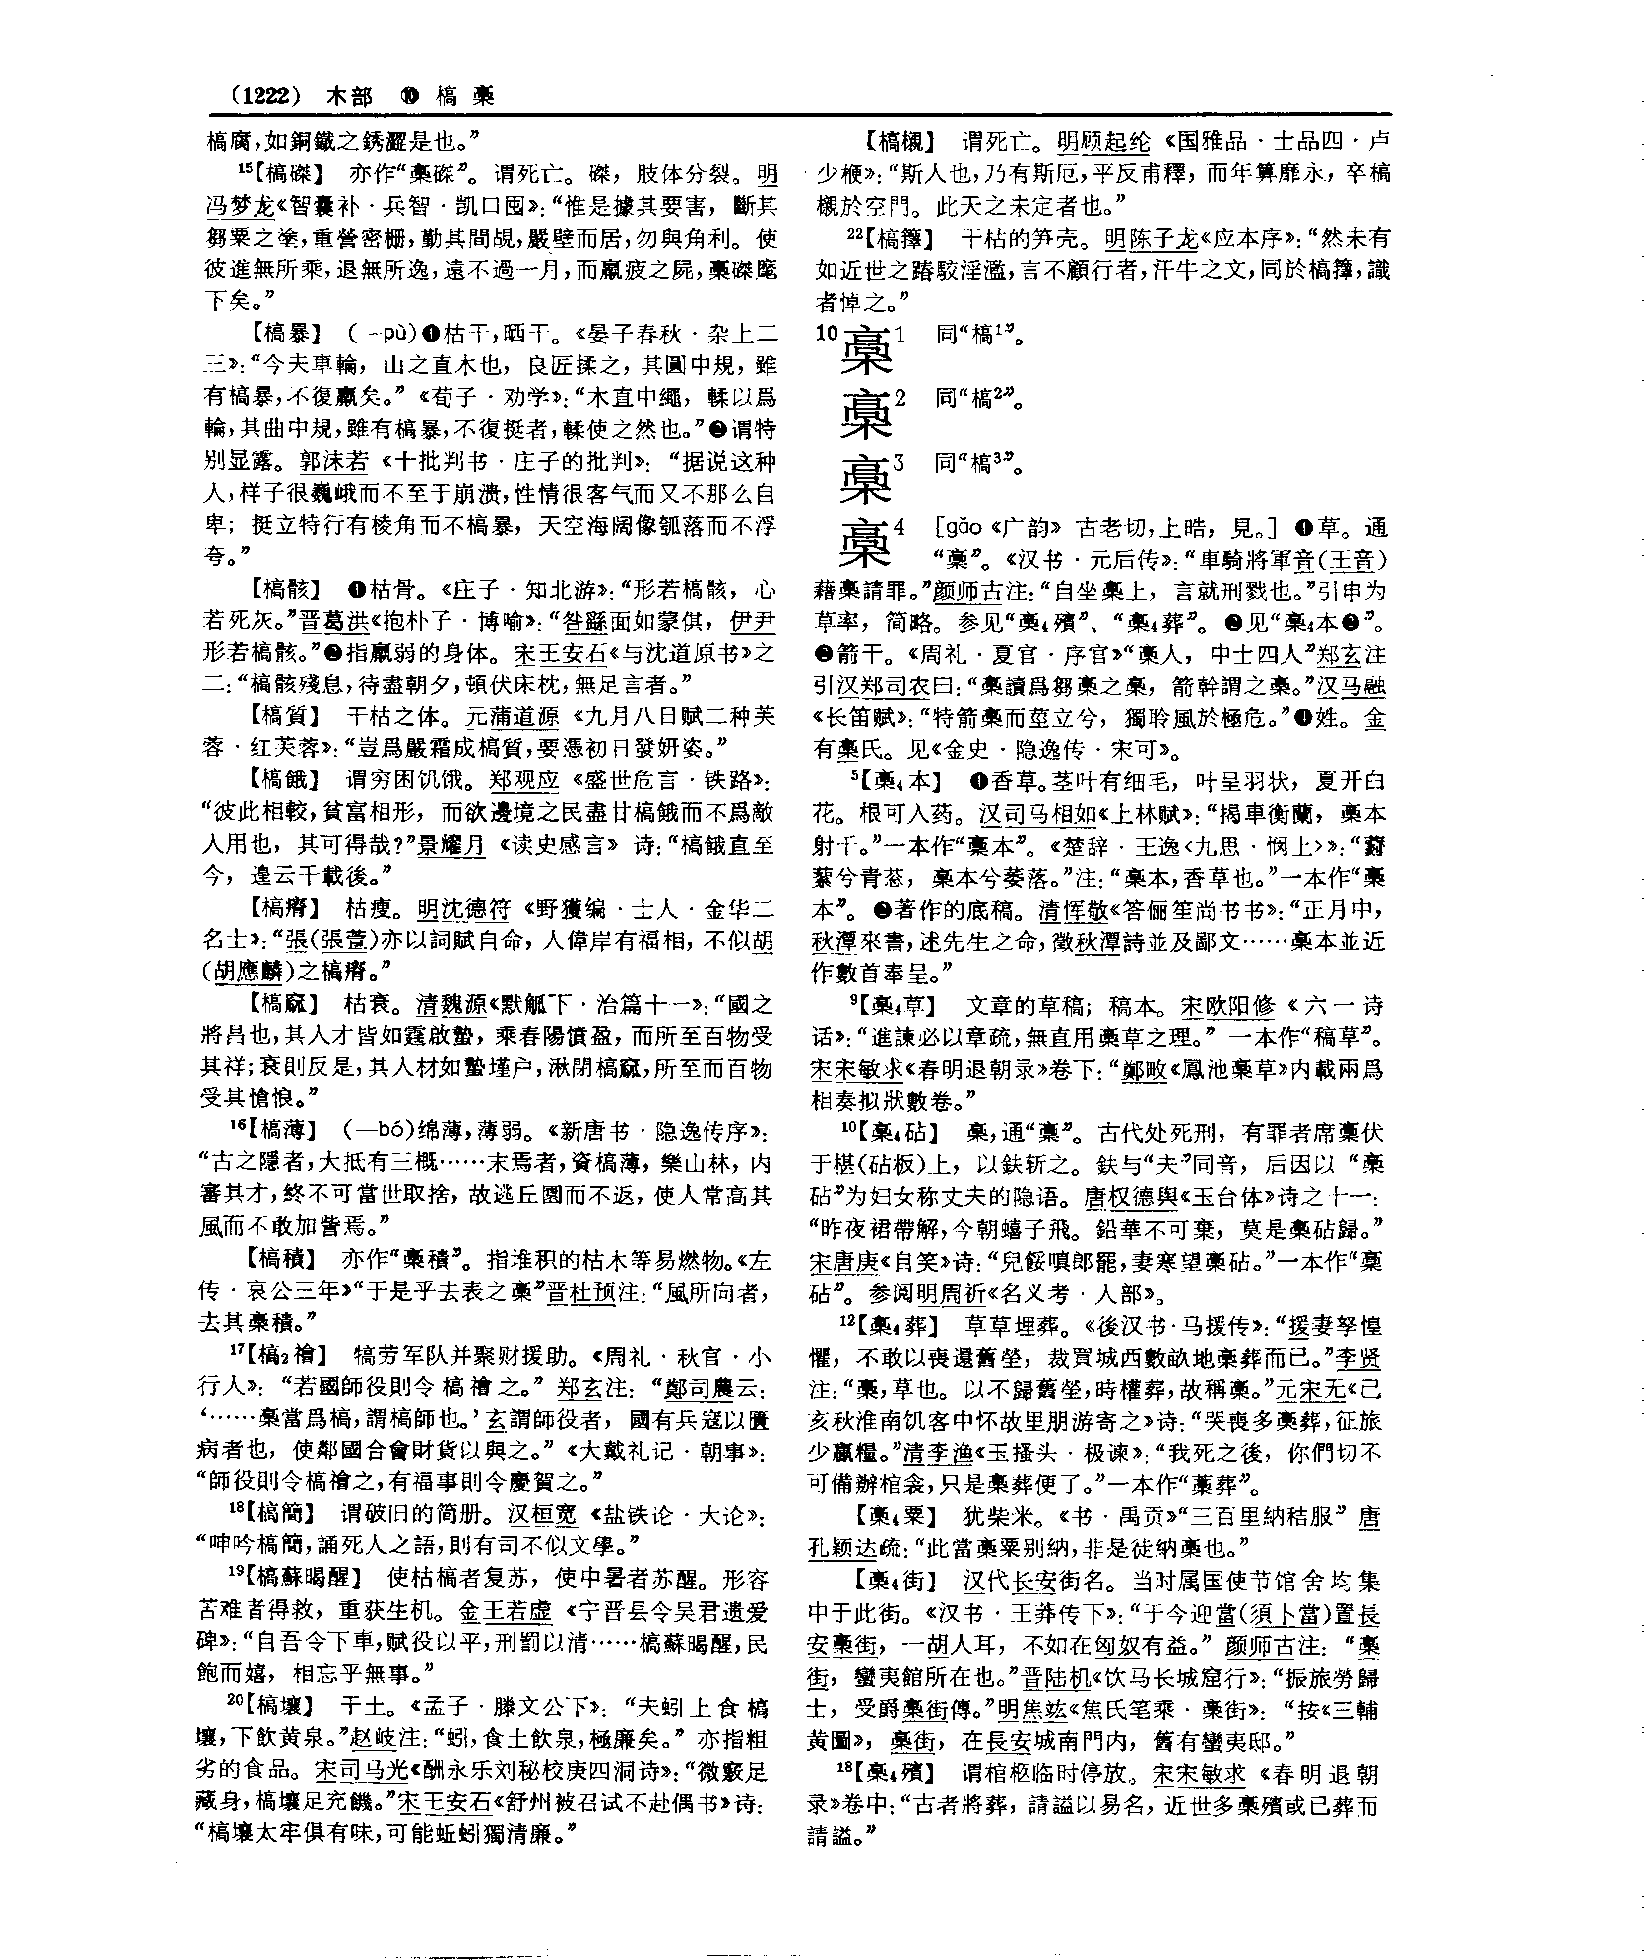 (1222) 木部 ❿ 槁 槀
槁腐,如銅鐵之銹澀是也。”
15【槁磔】 亦作“槀磔”。谓死亡。磔，肢体分裂。明
冯梦龙《智囊补·兵智·凯口囤》:“惟是據其要害，斷其
芻粟之塗,重營密栅,勤其間覘,嚴壁而居,勿與角利。使
彼進無所乘,退無所逸,遠不過一月,而羸疲之屍,槀磔麾
下矣。”
【槁暴】 (-pù)❶枯干,晒干。《晏子春秋·杂上二
三》:“今夫車輪，山之直木也，良匠揉之，其圓中規，雖
有槁暴,不復羸矣。”《荀子·劝学》:“木直中繩，輮以爲
輪,其曲中規,雖有槁暴,不復挺者,輮使之然也。”❷谓特
别显露。郭沫若《十批判书·庄子的批判》：“据说这种
人,样子很巍峨而不至于崩溃,性情很客气而又不那么自
卑；挺立特行有棱角而不槁暴，天空海阔像瓠落而不浮
夸。”
【槁骸】 ❶枯骨。《庄子·知北游》:“形若槁骸，心
若死灰。”晋葛洪《抱朴子·博喻》:“咎繇面如蒙倛，伊尹
形若槁骸。”❷指羸弱的身体。宋王安石《与沈道原书》之
二:“槁骸殘息,待盡朝夕,頓伏床枕,無足言者。”
【槁質】 干枯之体。元蒲道源《九月八日赋二种芙
蓉·红芙蓉》:“豈爲嚴霜成槁質,要憑初日發妍姿。”
【槁餓】 谓穷困饥饿。郑观应《盛世危言·铁路》:
“彼此相較,貧富相形，而欲邊境之民盡甘槁餓而不爲敵
人用也，其可得哉?”景耀月《读史感言》诗:“槁餓直至
今，遑云千載後。”
【槁瘠】 枯瘦。明沈德符《野獲编·士人·金华二
名士》:“張(張萱)亦以詞賦自命，人偉岸有福相，不似胡
(胡應麟)之槁瘠。”
【槁窳】 枯衰。清魏源《默觚下·治篇十一》:“國之
將昌也,其人才皆如霆啟蟄，乘春陽憤盈，而所至百物受
其祥;衰則反是,其人材如蟄墐户,湫閉槁窳,所至而百物
受其愴悢。”
16【槁薄】 (—bó)绵薄,薄弱。《新唐书·隐逸传序》:
“古之隱者,大抵有三概……末焉者,資槁薄，樂山林，内
審其才,終不可當世取捨，故逃丘園而不返，使人常高其
風而不敢加訾焉。”
【槁積】 亦作“槀積”。指堆积的枯木等易燃物。《左
传·哀公三年》“于是乎去表之槀”晋杜预注:“風所向者，
去其槀積。”
17【槁2禬】 犒劳军队并聚财援助。《周礼·秋官·小
行人》：“若國師役則令槁禬之。”郑玄注：“鄭司農云：
‘……槀當爲槁,謂槁師也。’玄謂師役者，國有兵寇以匱
病者也，使鄰國合會財貨以與之。”《大戴礼记·朝事》:
“師役則令槁禬之,有福事則令慶賀之。”
18【槁簡】 谓破旧的简册。汉桓宽《盐铁论·大论》:
“呻吟槁簡,誦死人之語,則有司不似文學。”
19【槁蘇暍醒】 使枯槁者复苏，使中暑者苏醒。形容
苦难者得救，重获生机。金王若虚《宁晋县令吴君遗爱
碑》:“自吾令下車,賦役以平,刑罰以清……槁蘇暍醒,民
飽而嬉，相忘乎無事。”
20【槁壤】 干土。《孟子·滕文公下》：“夫蚓上食槁
壤,下飲黄泉。”赵岐注:“蚓,食土飲泉,極廉矣。”亦指粗
劣的食品。宋司马光《酬永乐刘秘校庚四洞诗》:“微竅足
藏身,槁壤足充饑。”宋王安石《舒州被召试不赴偶书》诗:
“槁壤太牢俱有味,可能蚯蚓獨清廉。”
【槁櫬】 谓死亡。明顾起纶《国雅品·士品四·卢
少楩》:“斯人也,乃有斯厄,平反甫釋，而年算靡永，卒槁
櫬於空門。此天之未定者也。”
22【槁籜】 干枯的笋壳。明陈子龙《应本序》:“然未有
如近世之踳駮淫濫,言不顧行者,汗牛之文,同於槁籜,識
者悼之。”
10槀1 同“槁1”。
槀2 同“槁2”。
槀3 同“槁3”。
槀4 [gǎo《广韵》古老切,上晧，見。] ❶草。通
“藁”。《汉书·元后传》:“車騎將軍音(王音)
藉槀請罪。”颜师古注:“自坐槀上，言就刑戮也。”引申为
草率，简略。参见“槀4殯”、“槀4葬”。❷见“槀4本❷”。
❸箭干。《周礼·夏官·序官》“槀人，中士四人”郑玄注
引汉郑司农曰:“槀讀爲芻槀之槀，箭幹謂之槀。”汉马融
《长笛赋》:“特箭槀而莖立兮，獨聆風於極危。”❹姓。金
有槀氏。见《金史·隐逸传·宋可》。
5【槀4本】 ❶香草。茎叶有细毛，叶呈羽状，夏开白
花。根可入药。汉司马相如《上林赋》:“揭車衡蘭，槀本
射干。”一本作“稾本”。《楚辞·王逸<九思·悯上>》:“
蘩兮青荵，槀本兮萎落。”注:“槀本,香草也。”一本作“稾
本”。❷著作的底稿。清恽敬《答俪笙尚书书》:“正月中，
秋潭來書,述先生之命,徵秋潭詩並及鄙文……槀本並近
作數首奉呈。”
9【槀4草】 文章的草稿；稿本。宋欧阳修《六一诗
话》:“進諫必以章疏,無直用槀草之理。”一本作“稿草”。
宋宋敏求《春明退朝录》卷下:“鄭畋《鳳池槀草》内載兩爲
相奏拟狀數卷。”
10【槀4砧】 槀,通“藁”。古代处死刑，有罪者席藁伏
于椹(砧板)上，以鈇斩之。鈇与“夫”同音，后因以“槀
砧”为妇女称丈夫的隐语。唐权德舆《玉台体》诗之十一:
“昨夜裙帶解,今朝蟢子飛。鉛華不可棄，莫是槀砧歸。”
宋唐庚《自笑》诗:“兒餒嗔郎罷,妻寒望槀砧。”一本作“稾
砧”。参阅明周祈《名义考·人部》。
12【槀4葬】 草草埋葬。《後汉书·马援传》:“援妻孥惶
懼，不敢以喪還舊塋，裁買城西數畝地槀葬而已。”李贤
注:“槀,草也。以不歸舊塋,時權葬,故稱槀。”元宋无《己
亥秋淮南饥客中怀故里朋游寄之》诗:“哭喪多槀葬,征旅
少羸糧。”清李渔《玉搔头·极谏》:“我死之後，你們切不
可備辦棺衾,只是槀葬便了。”一本作“藁葬”。
【槀4粟】 犹柴米。《书·禹贡》“三百里納秸服”唐
孔颖达疏:“此當槀粟别納,非是徒納槀也。”
【槀4街】 汉代长安街名。当时属国使节馆舍均集
中于此街。《汉书·王莽传下》:“于今迎當(須卜當)置長
安槀街，一胡人耳，不如在匈奴有益。”颜师古注：“槀
街，蠻夷館所在也。”晋陆机《饮马长城窟行》:“振旅勞歸
士，受爵槀街傳。”明焦竑《焦氏笔乘·槀街》：“按《三輔
黄圖》，槀街，在長安城南門内，舊有蠻夷邸。”
18【槀4殯】 谓棺柩临时停放。宋宋敏求《春明退朝
录》卷中:“古者將葬，請謚以易名，近世多槀殯或已葬而
請謚。”